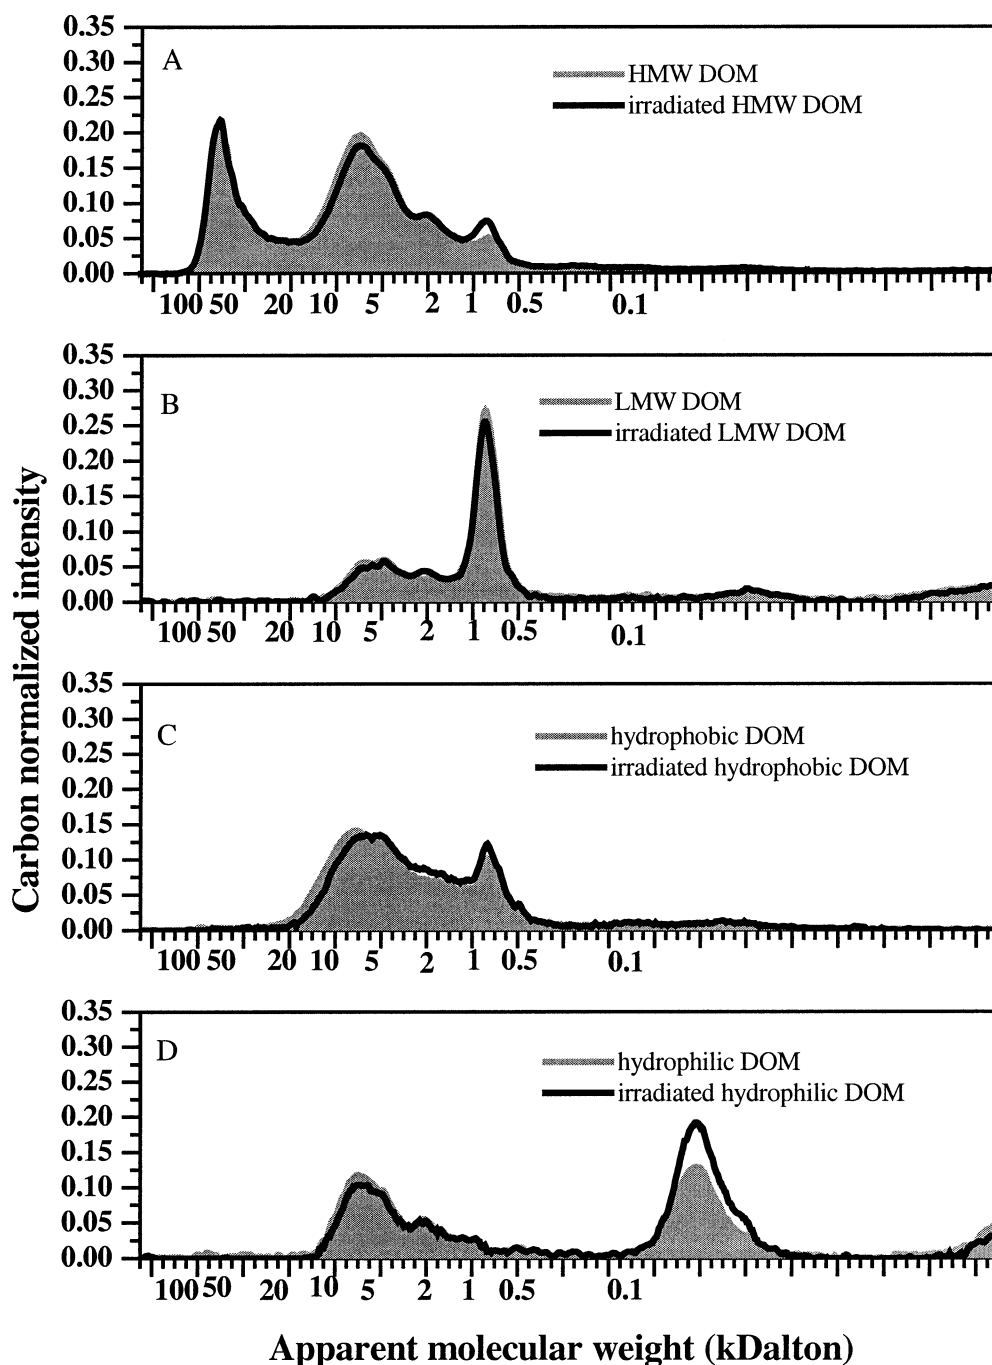 0.35
0.30
0.25
0.20
0.15
0.10
0.05
0.00
A
HMW DOM
irradiated HMW DOM
100 50 20 10 5 2 1 0.5 0.1
0.35
0.30
0.25
0.20
0.15
0.10
0.05
0.00
B
LMW DOM
irradiated LMW DOM
100 50 20 10 5 2 1 0.5 0.1
Carbon normalized intensity
0.35
0.30
0.25
0.20
0.15
0.10
0.05
0.00
C
hydrophobic DOM
irradiated hydrophobic DOM
100 50 20 10 5 2 1 0.5 0.1
0.35
0.30
0.25
0.20
0.15
0.10
0.05
0.00
D
hydrophilic DOM
irradiated hydrophilic DOM
100 50 20 10 5 2 1 0.5 0.1
Apparent molecular weight (kDalton)